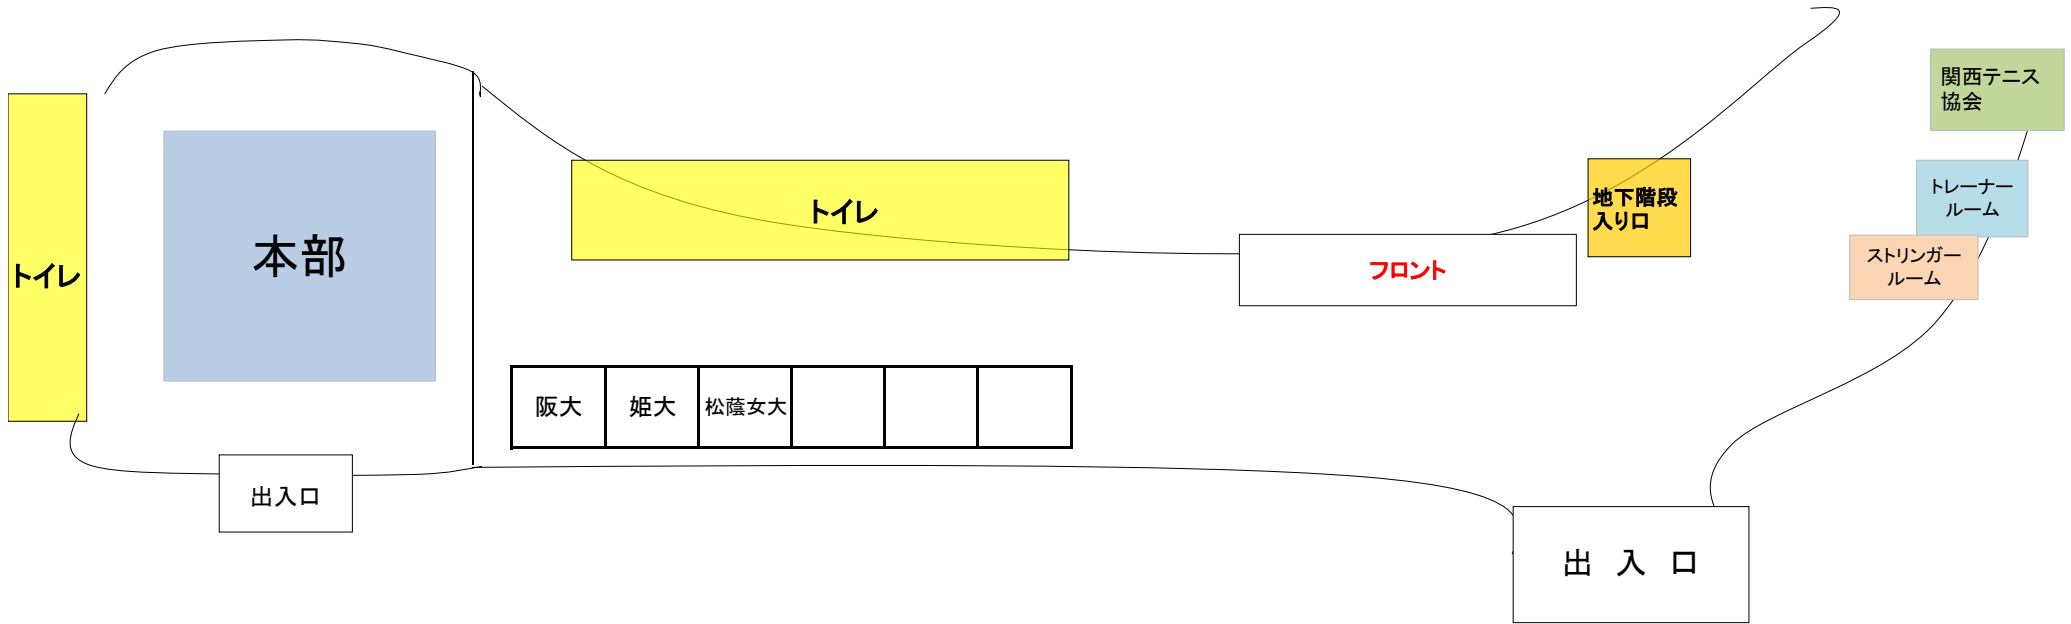 関西テニス
協会
トイレ
トレーナー
ルーム
地下階段
入り口
本部
ストリンガー
ルーム
フロント
トイレ
阪大
姫大
松蔭女大
出入口
出　入　口